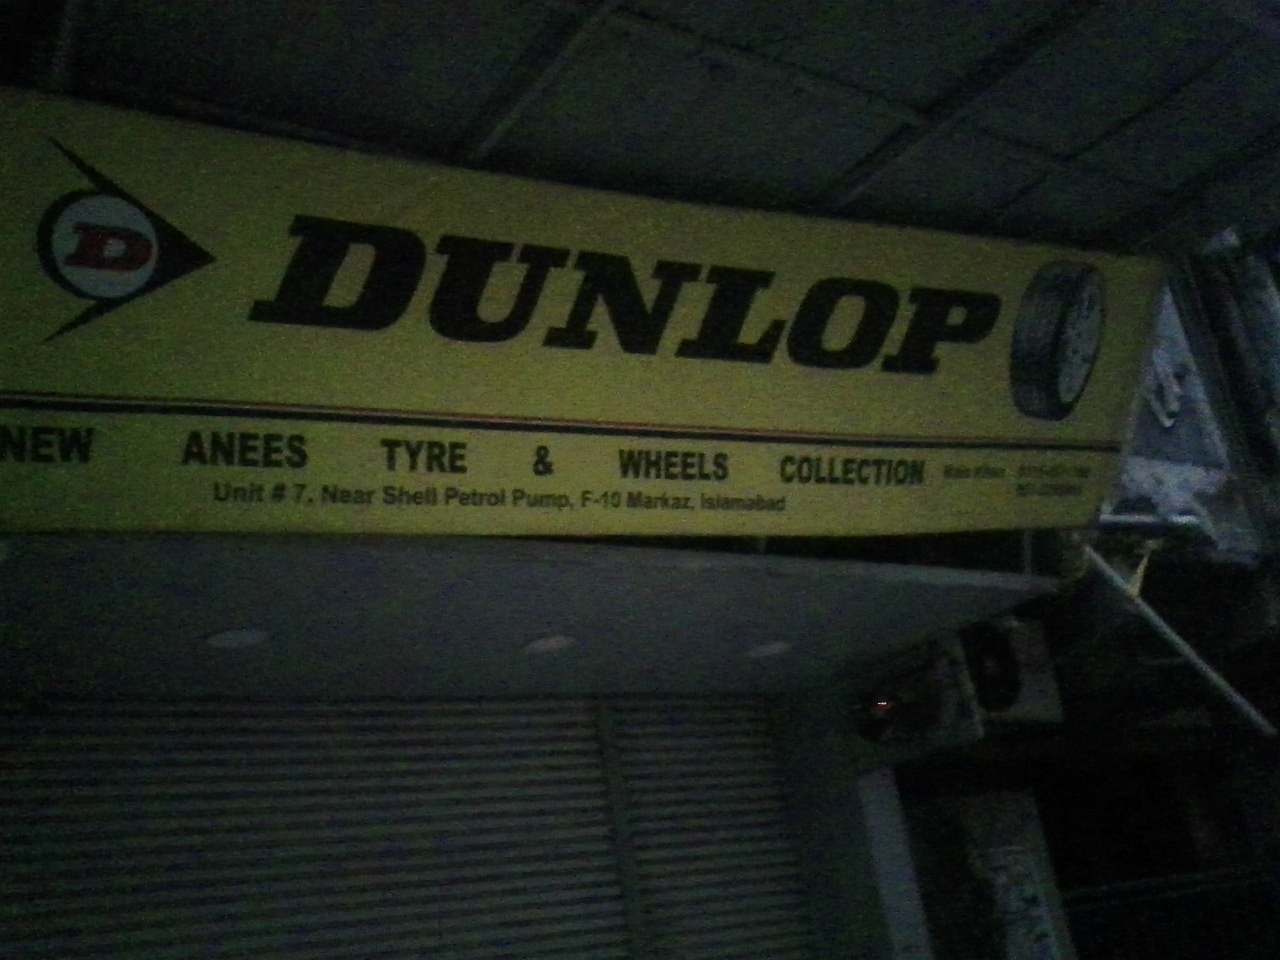 D DUNLOP
NEW ANEES TYRE & WHEELS COLLECTION
Unit # 7, Near Shell Petrol Pump, F-10 Markaz, Islamabad